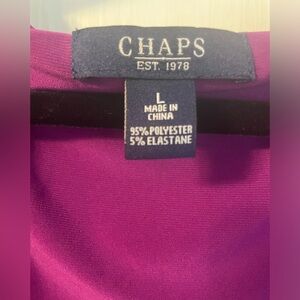 CHAPS
EST. 1978
L
MADE IN
CHINA
95% POLYESTER
5% ELASTANE